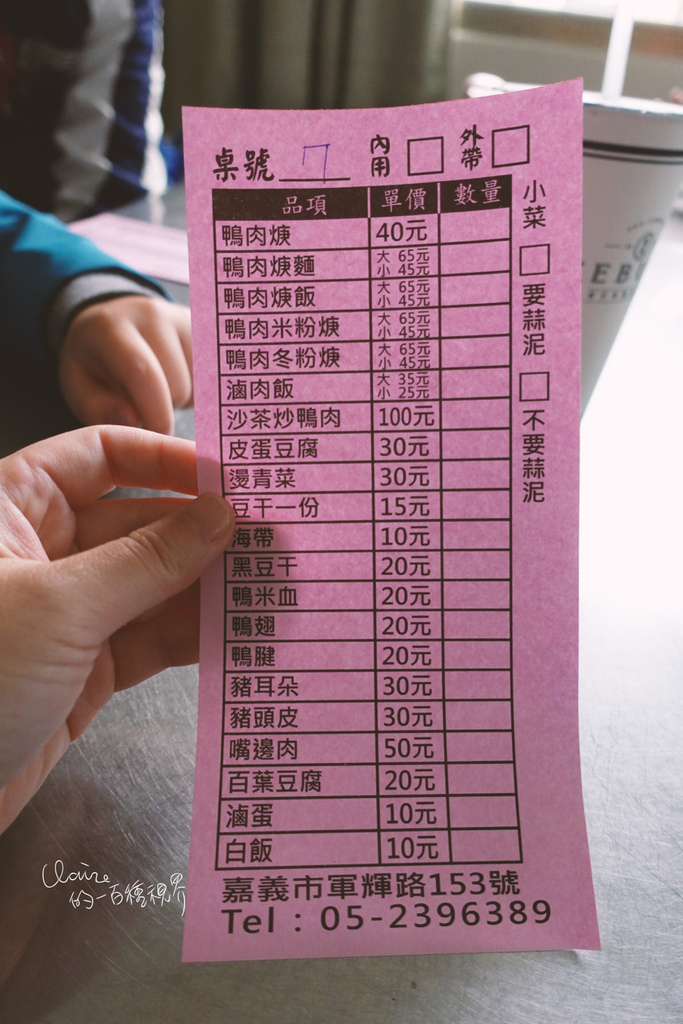 桌號 7 內用 □ 外帶 □
品項 單價 數量
鴨肉焿 40元
鴨肉焿麵 大 65元 小 45元
鴨肉焿飯 大 65元 小 45元
鴨肉米粉焿 大 65元 小 45元
鴨肉冬粉焿 大 65元 小 45元
滷肉飯 大 35元 小 25元
沙茶炒鴨肉 100元
皮蛋豆腐 30元
燙青菜 30元
豆干一份 15元
海帶 10元
黑豆干 20元
鴨米血 20元
鴨翅 20元
鴨腱 20元
豬耳朵 30元
豬頭皮 30元
嘴邊肉 50元
百葉豆腐 20元
滷蛋 10元
白飯 10元
小菜
□ 要蒜泥
□ 不要蒜泥
嘉義市軍輝路153號
Tel：05-2396389
Claire
的一百種視界